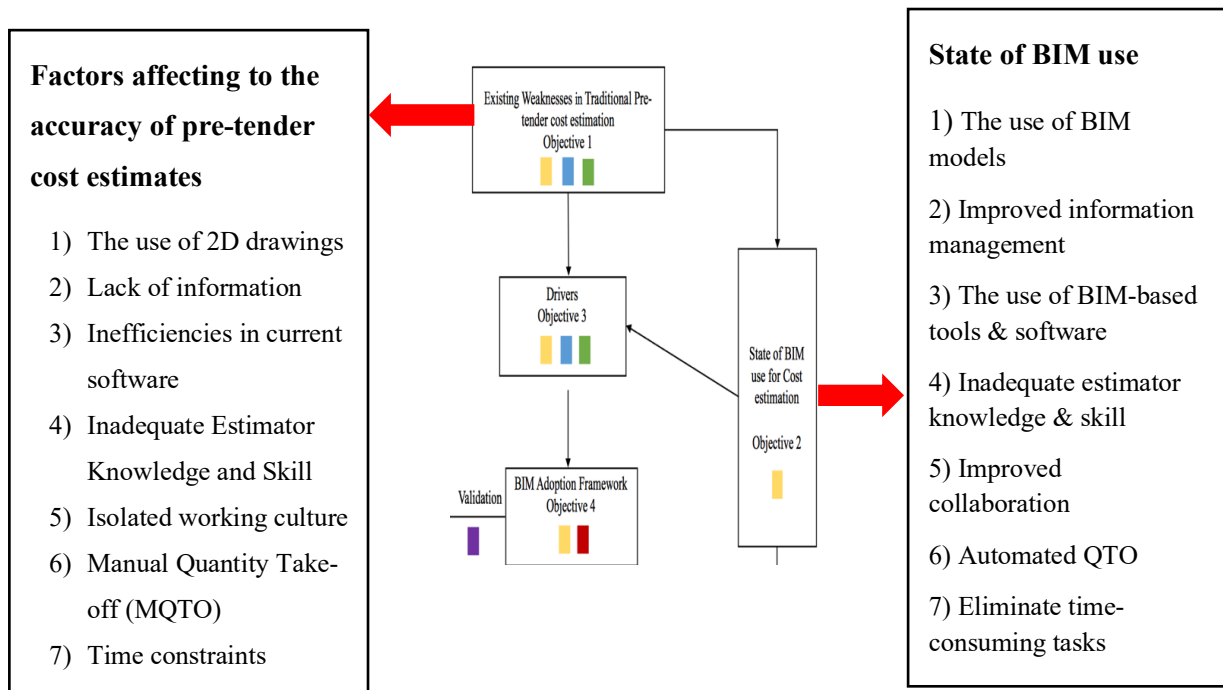 Factors affecting to the
accuracy of pre-tender
cost estimates
1) The use of 2D drawings
2) Lack of information
3) Inefficiencies in current
software
4) Inadequate Estimator
Knowledge and Skill
5) Isolated working culture
6) Manual Quantity Take-
off (MQTO)
7) Time constraints
Existing Weaknesses in Traditional Pre-
tender cost estimation
Objective 1
Drivers
Objective 3
State of BIM
use for Cost
estimation
Objective 2
Validation
BIM Adoption Framework
Objective 4
State of BIM use
1) The use of BIM
models
2) Improved information
management
3) The use of BIM-based
tools & software
4) Inadequate estimator
knowledge & skill
5) Improved
collaboration
6) Automated QTO
7) Eliminate time-
consuming tasks